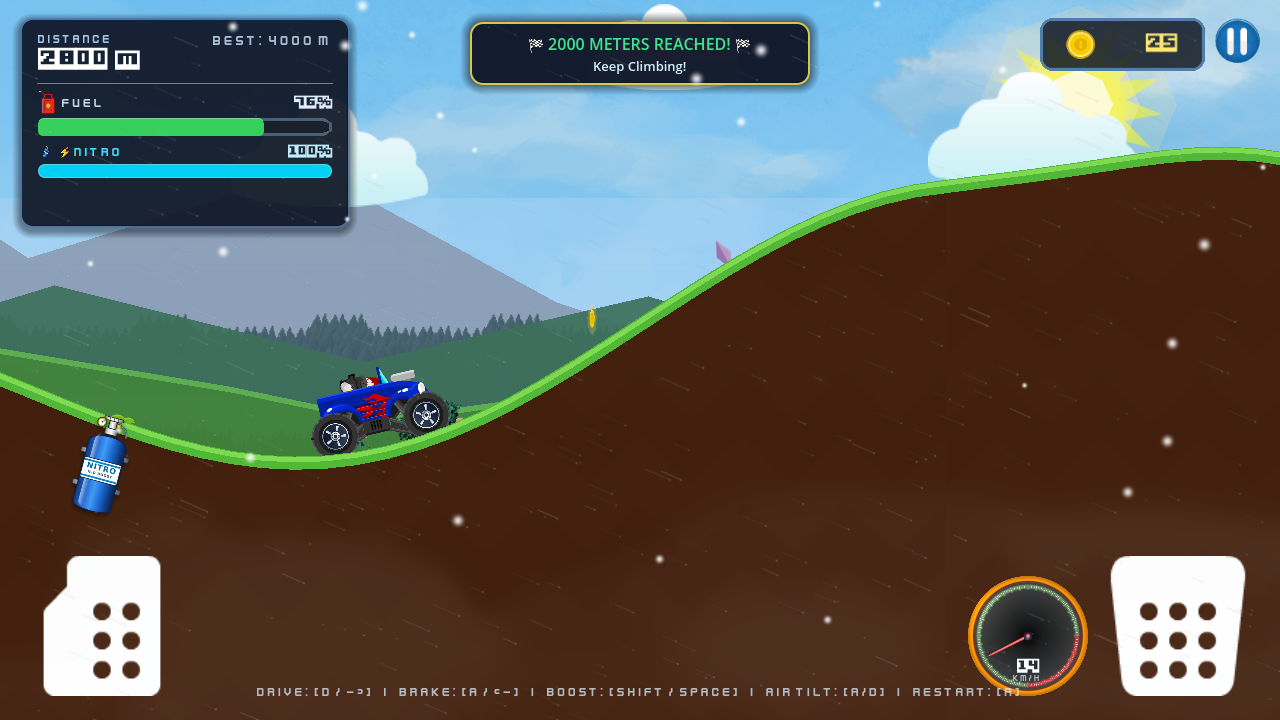 DISTANCE
BEST: 4000 M
2800 m
FUEL
76%
⚡NITRO
100%
🏁 2000 METERS REACHED! 🏁
Keep Climbing!
25
NITRO
14
KM/H
DRIVE: [D / ->] | BRAKE: [A / <-] | BOOST: [SHIFT / SPACE] | AIR TILT: [A/D] | RESTART: [R]